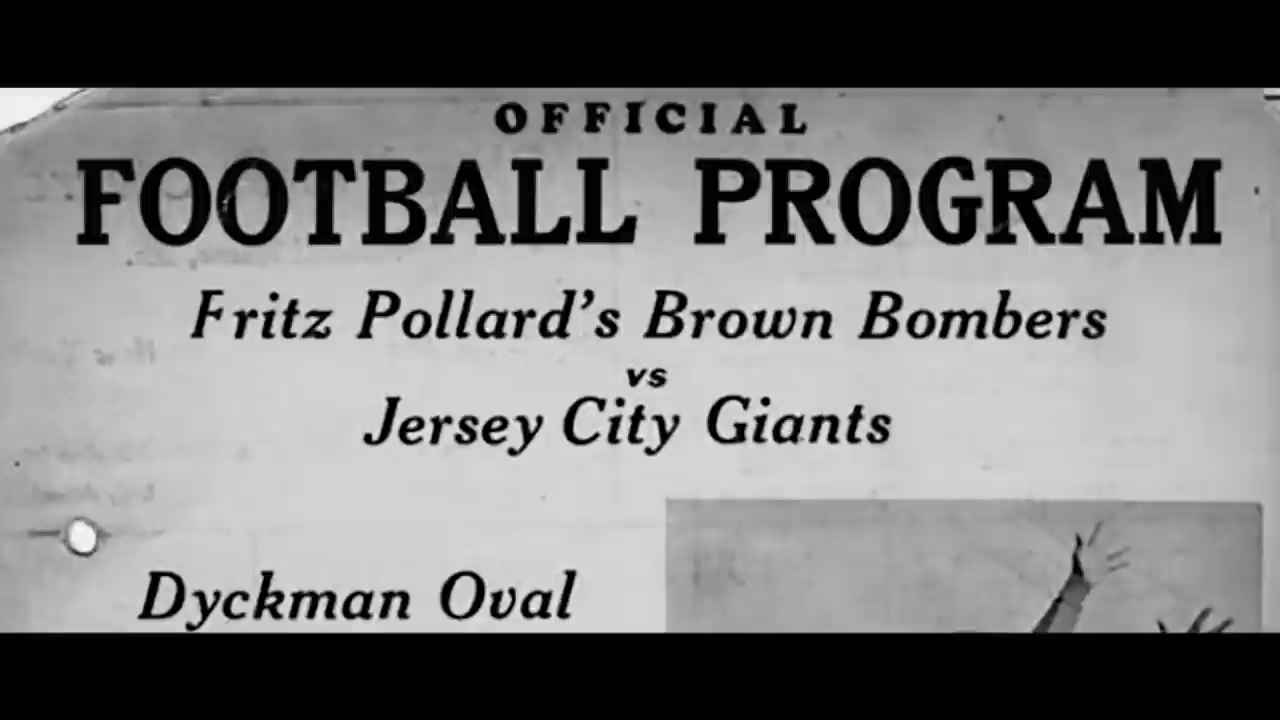 OFFICIAL
FOOTBALL PROGRAM
Fritz Pollard's Brown Bombers
vs
Jersey City Giants
Dyckman Oval